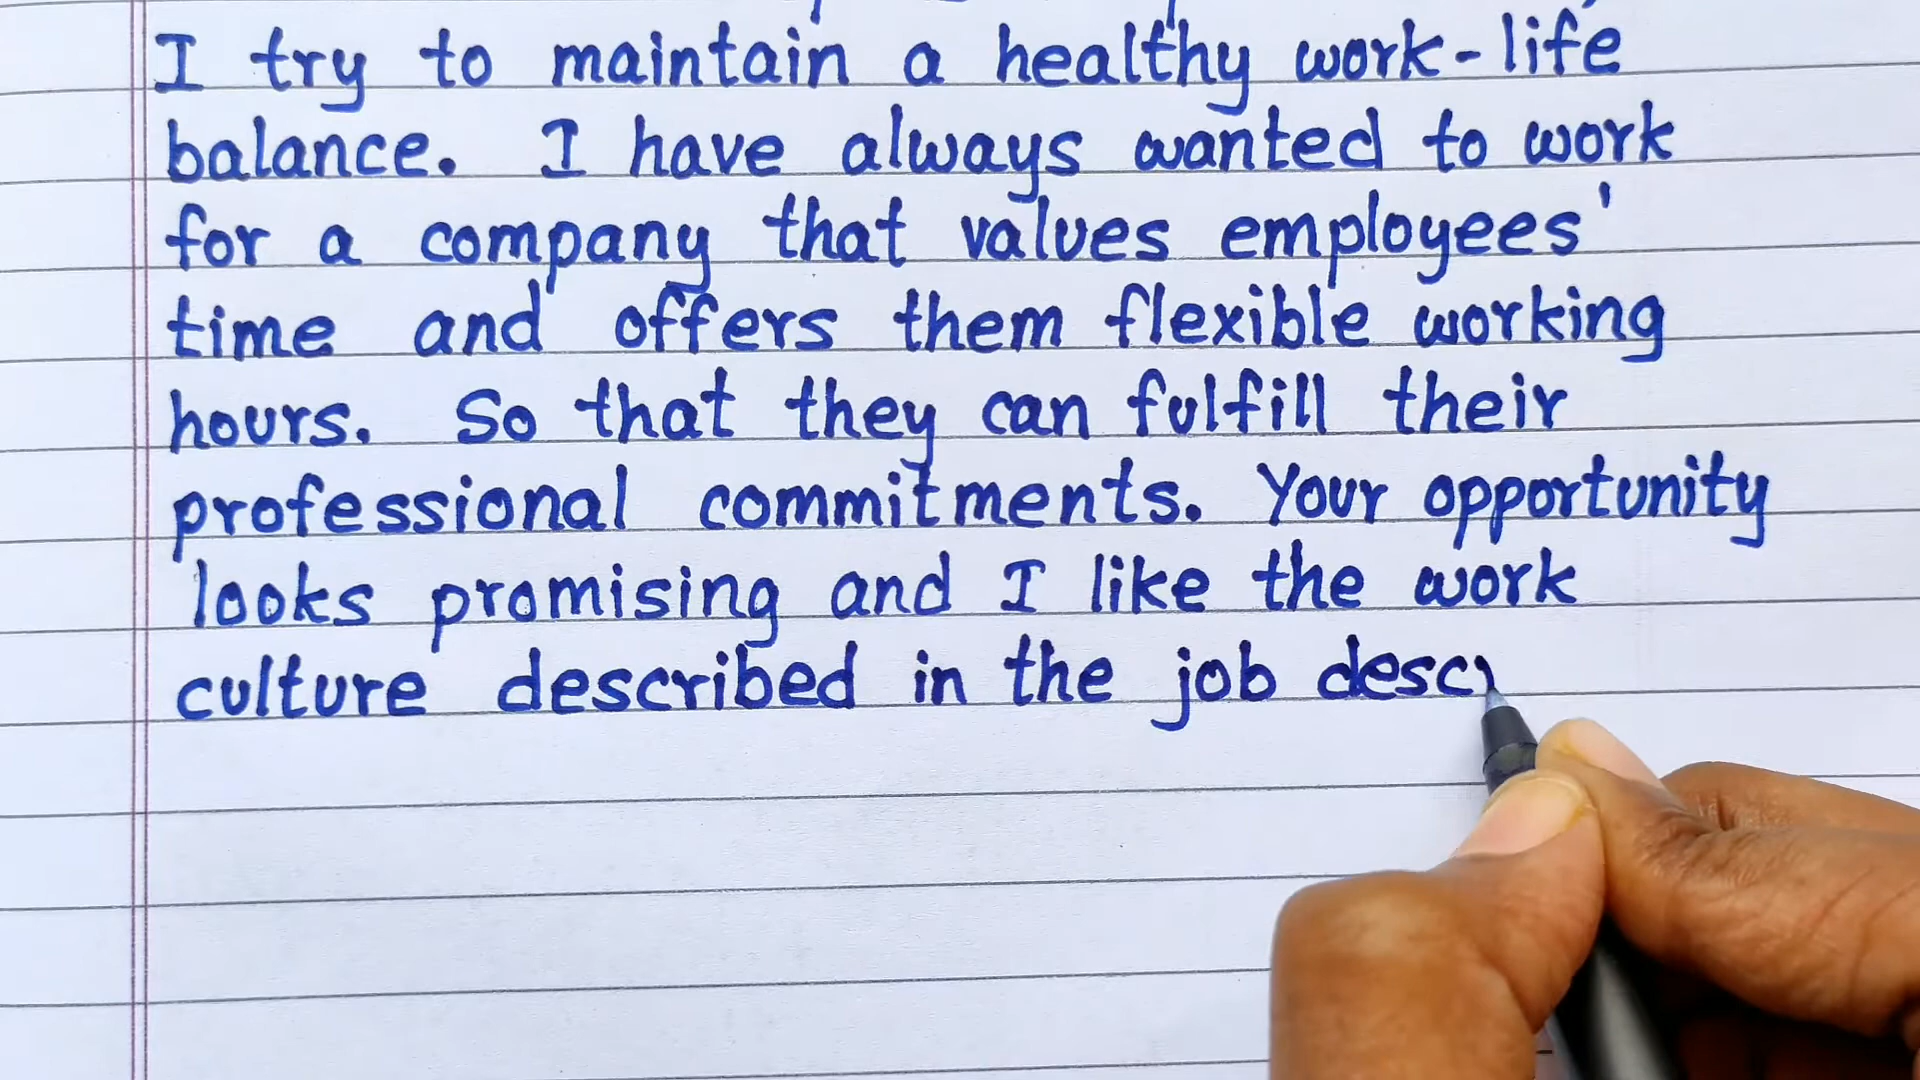 I try to maintain a healthy work-life
balance. I have always wanted to work
for a company that values employees'
time and offers them flexible working
hours. So that they can fulfill their
professional commitments. Your opportunity
looks promising and I like the work
culture described in the job descr